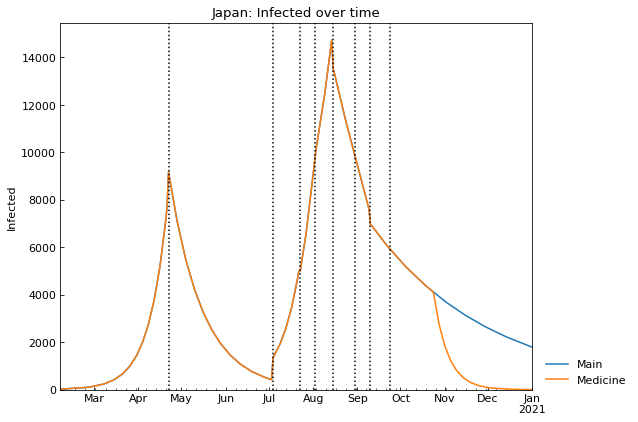 Japan: Infected over time
14000
12000
10000
8000
6000
4000
2000
0
Infected
Mar Apr May Jun Jul Aug Sep Oct Nov Dec Jan
2021
Main
Medicine